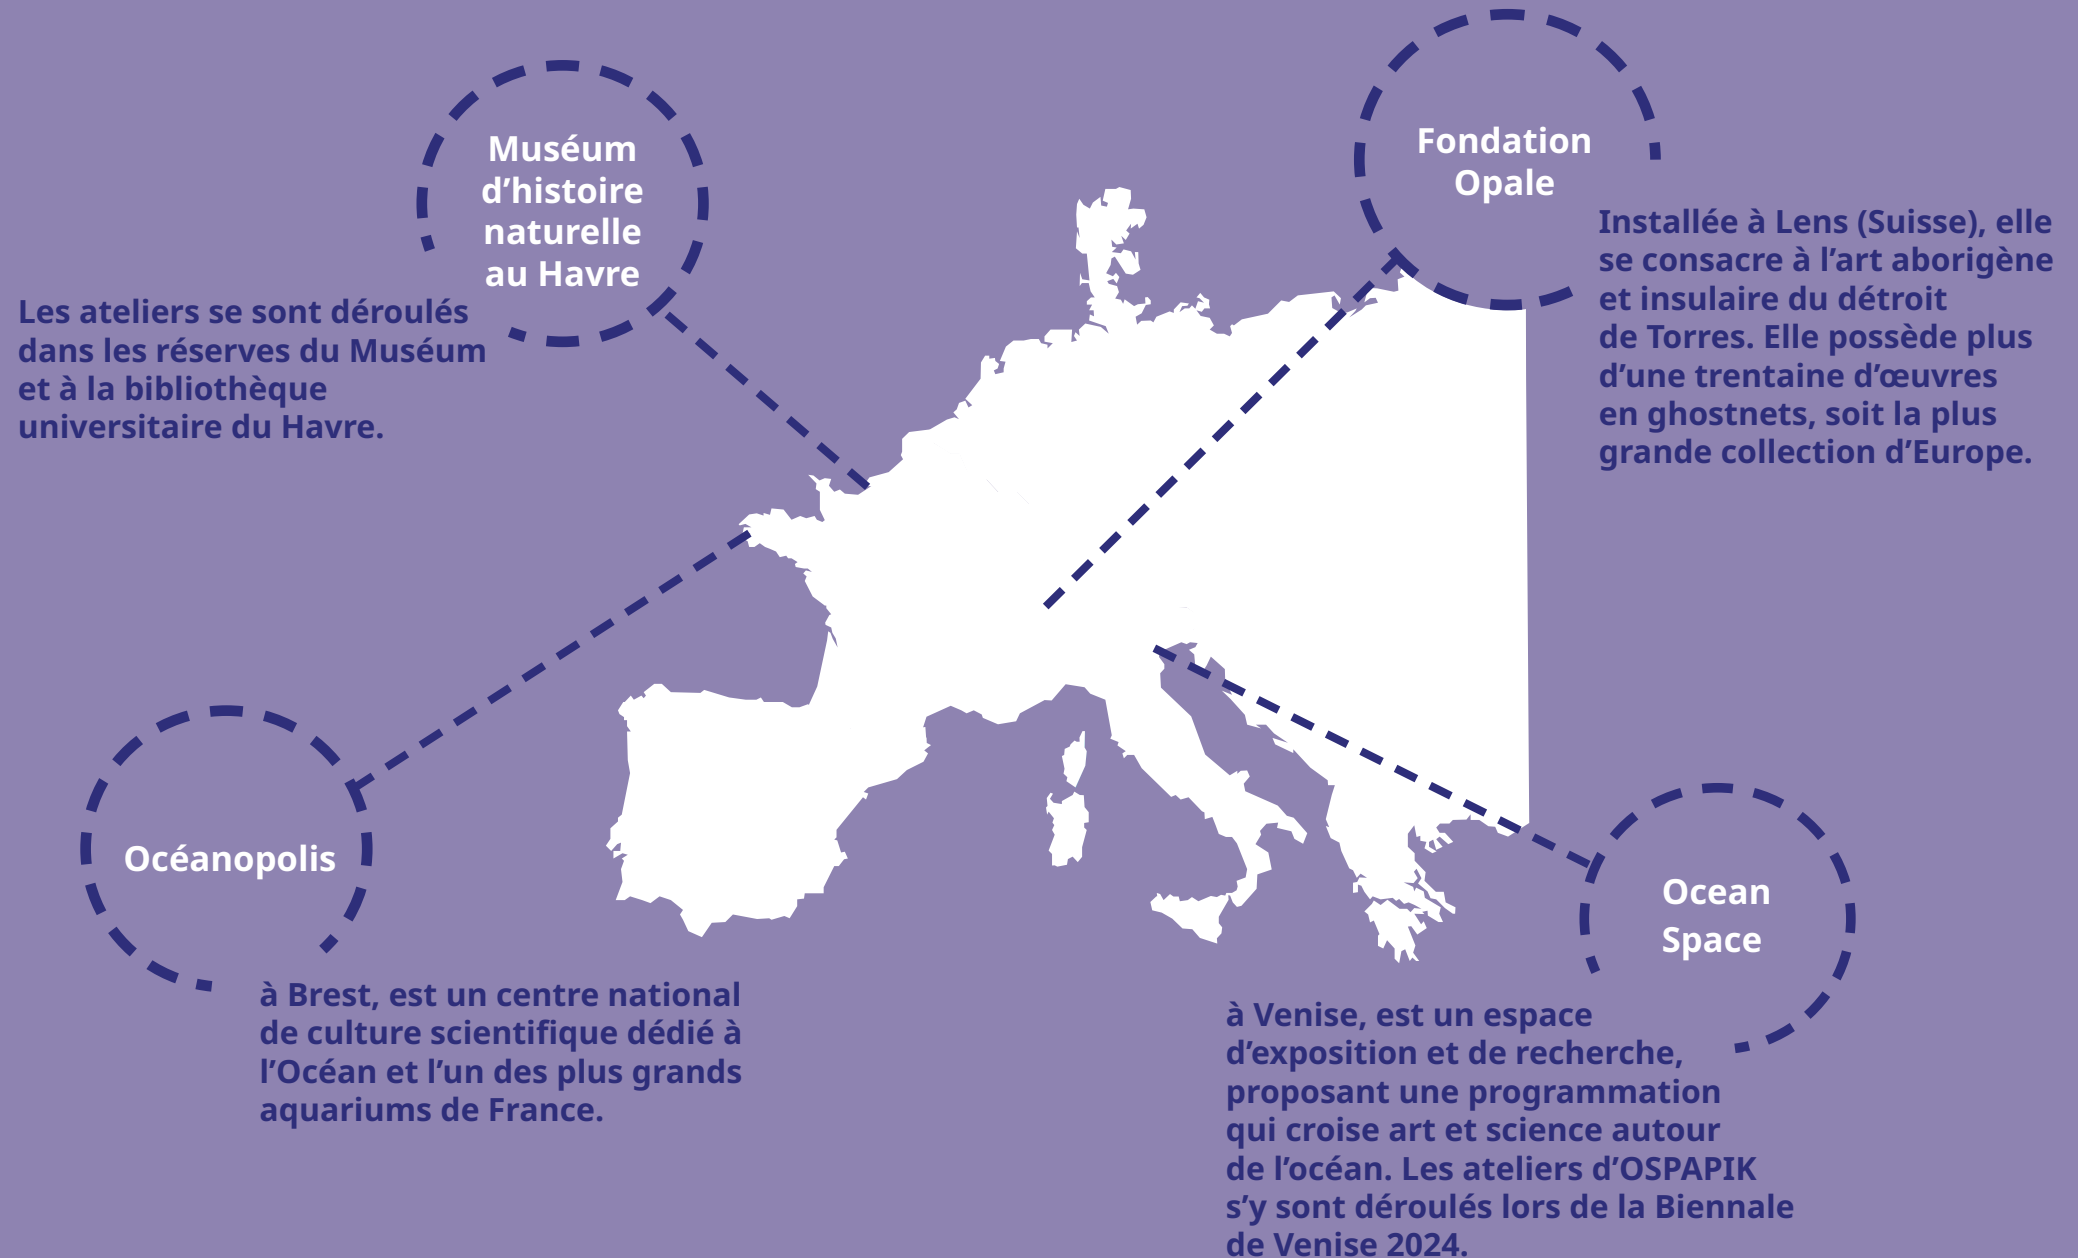 Muséum
d’histoire
naturelle
au Havre
Les ateliers se sont déroulés
dans les réserves du Muséum
et à la bibliothèque
universitaire du Havre.
Fondation
Opale
Installée à Lens (Suisse), elle
se consacre à l’art aborigène
et insulaire du détroit
de Torres. Elle possède plus
d’une trentaine d’œuvres
en ghostnets, soit la plus
grande collection d’Europe.
Océanopolis
à Brest, est un centre national
de culture scientifique dédié à
l’Océan et l’un des plus grands
aquariums de France.
Ocean
Space
à Venise, est un espace
d’exposition et de recherche,
proposant une programmation
qui croise art et science autour
de l’océan. Les ateliers d’OSPAPIK
s’y sont déroulés lors de la Biennale
de Venise 2024.